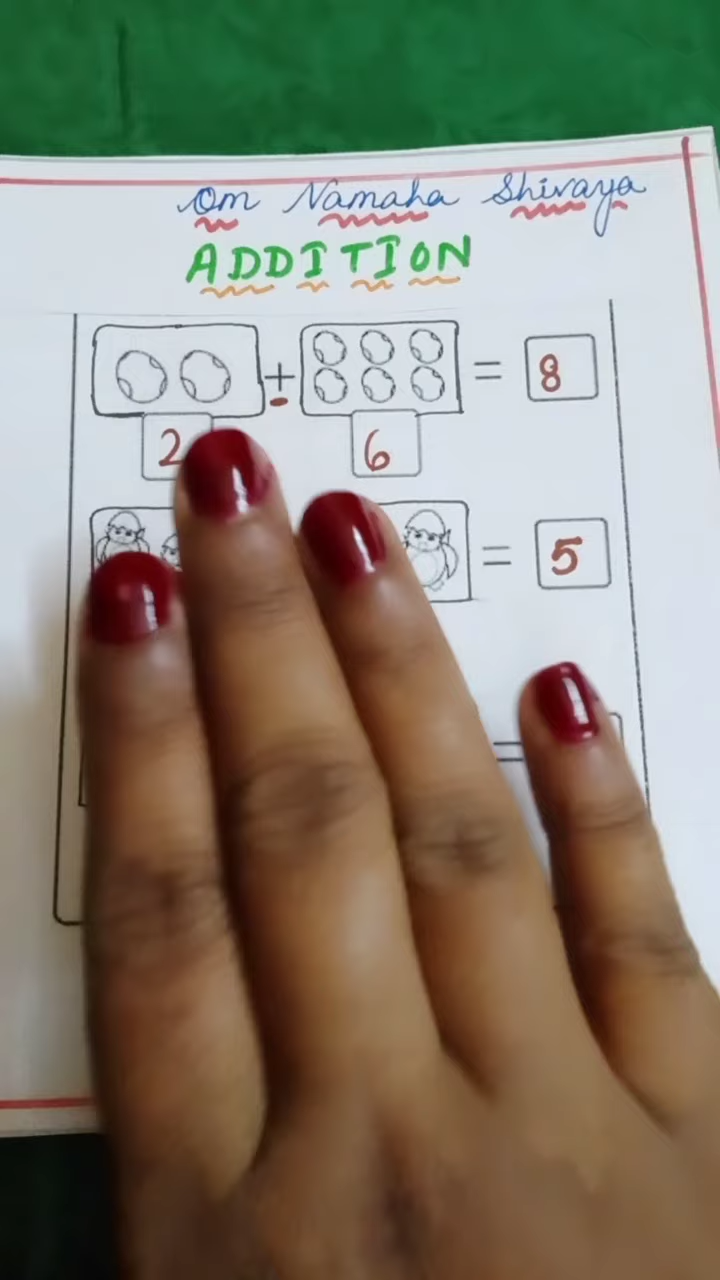 Om Namaha Shivaya
ADDITION
+ = 8
2 6
= 5
=